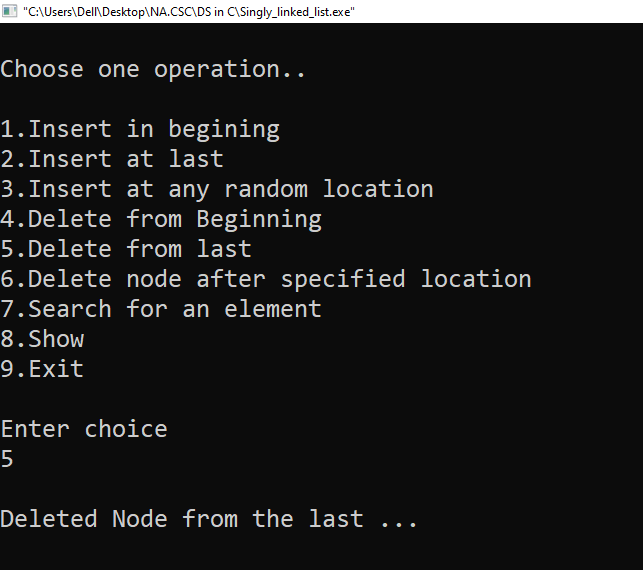 "C:\Users\Dell\Desktop\NA.CSC\DS in C\Singly_linked_list.exe"
Choose one operation..
1.Insert in begining
2.Insert at last
3.Insert at any random location
4.Delete from Beginning
5.Delete from last
6.Delete node after specified location
7.Search for an element
8.Show
9.Exit
Enter choice
5
Deleted Node from the last ...